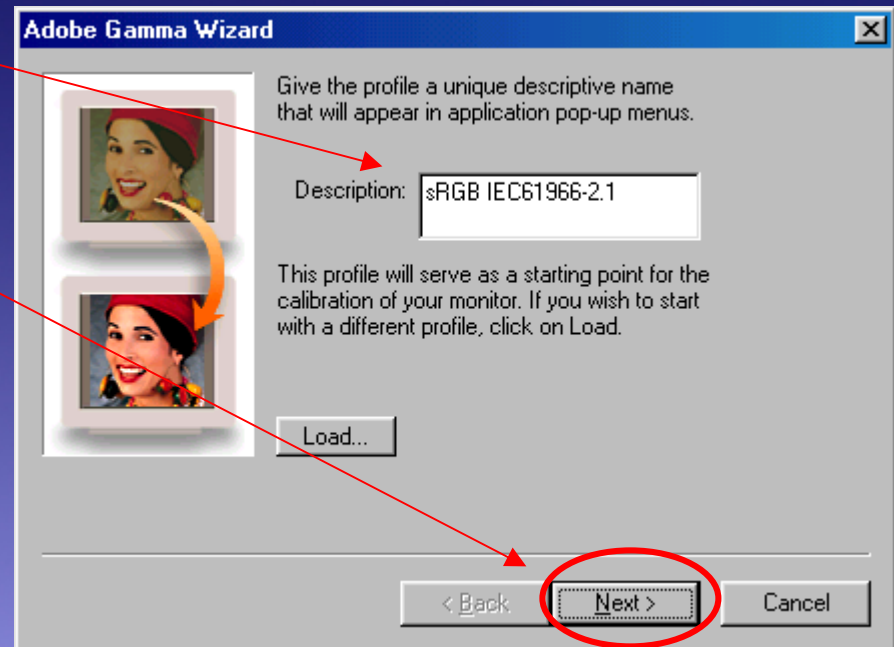 Adobe Gamma Wizard
Give the profile a unique descriptive name
that will appear in application pop-up menus.
Description: sRGB IEC61966-2.1
This profile will serve as a starting point for the
calibration of your monitor. If you wish to start
with a different profile, click on Load.
Load...
< Back Next > Cancel